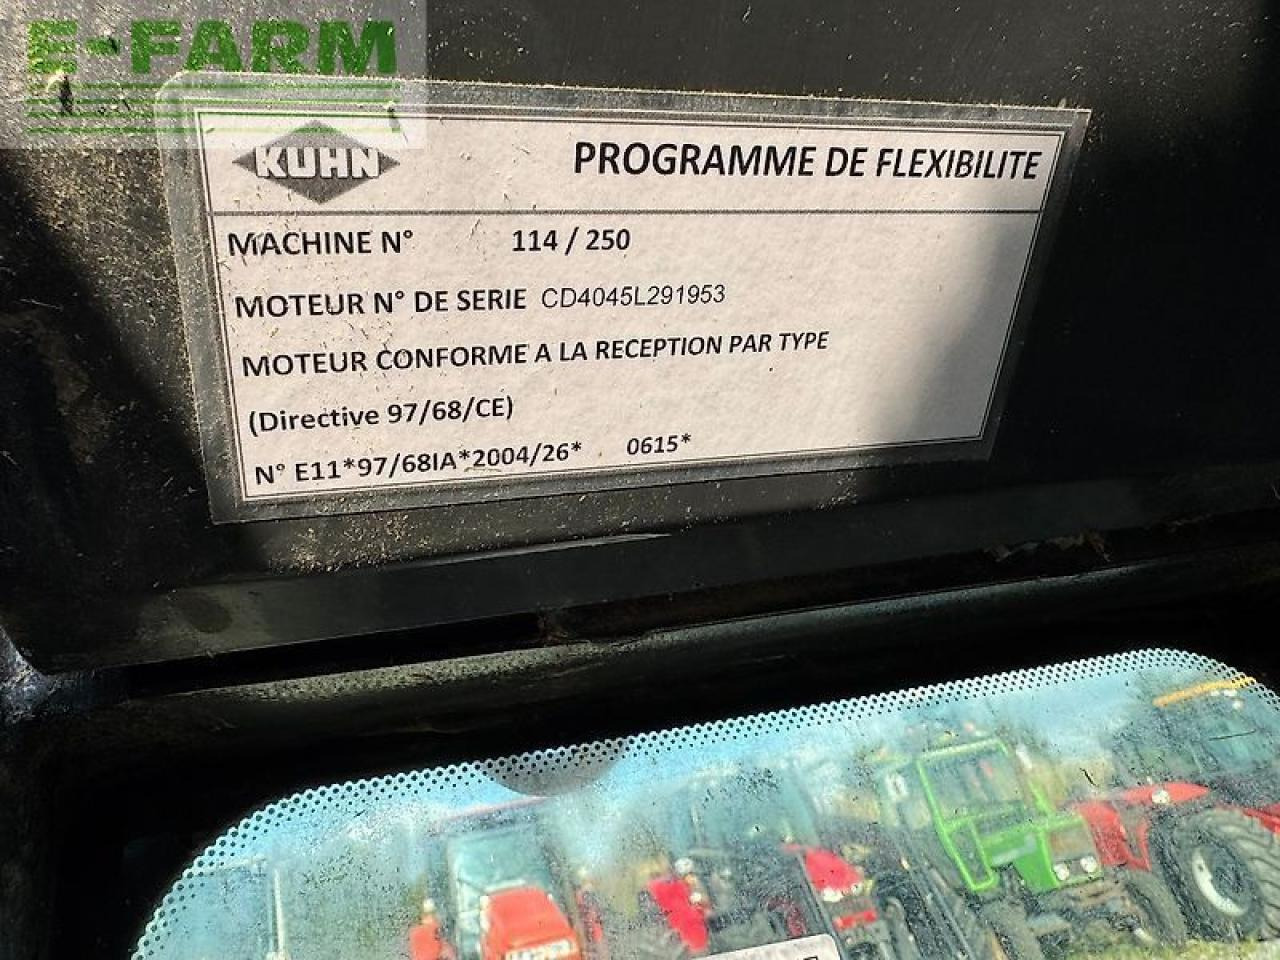 E-FARM
KUHN
PROGRAMME DE FLEXIBILITE
MACHINE N° 114 / 250
MOTEUR N° DE SERIE CD4045L291953
MOTEUR CONFORME A LA RECEPTION PAR TYPE
(Directive 97/68/CE)
N° E11*97/68IA*2004/26* 0615*